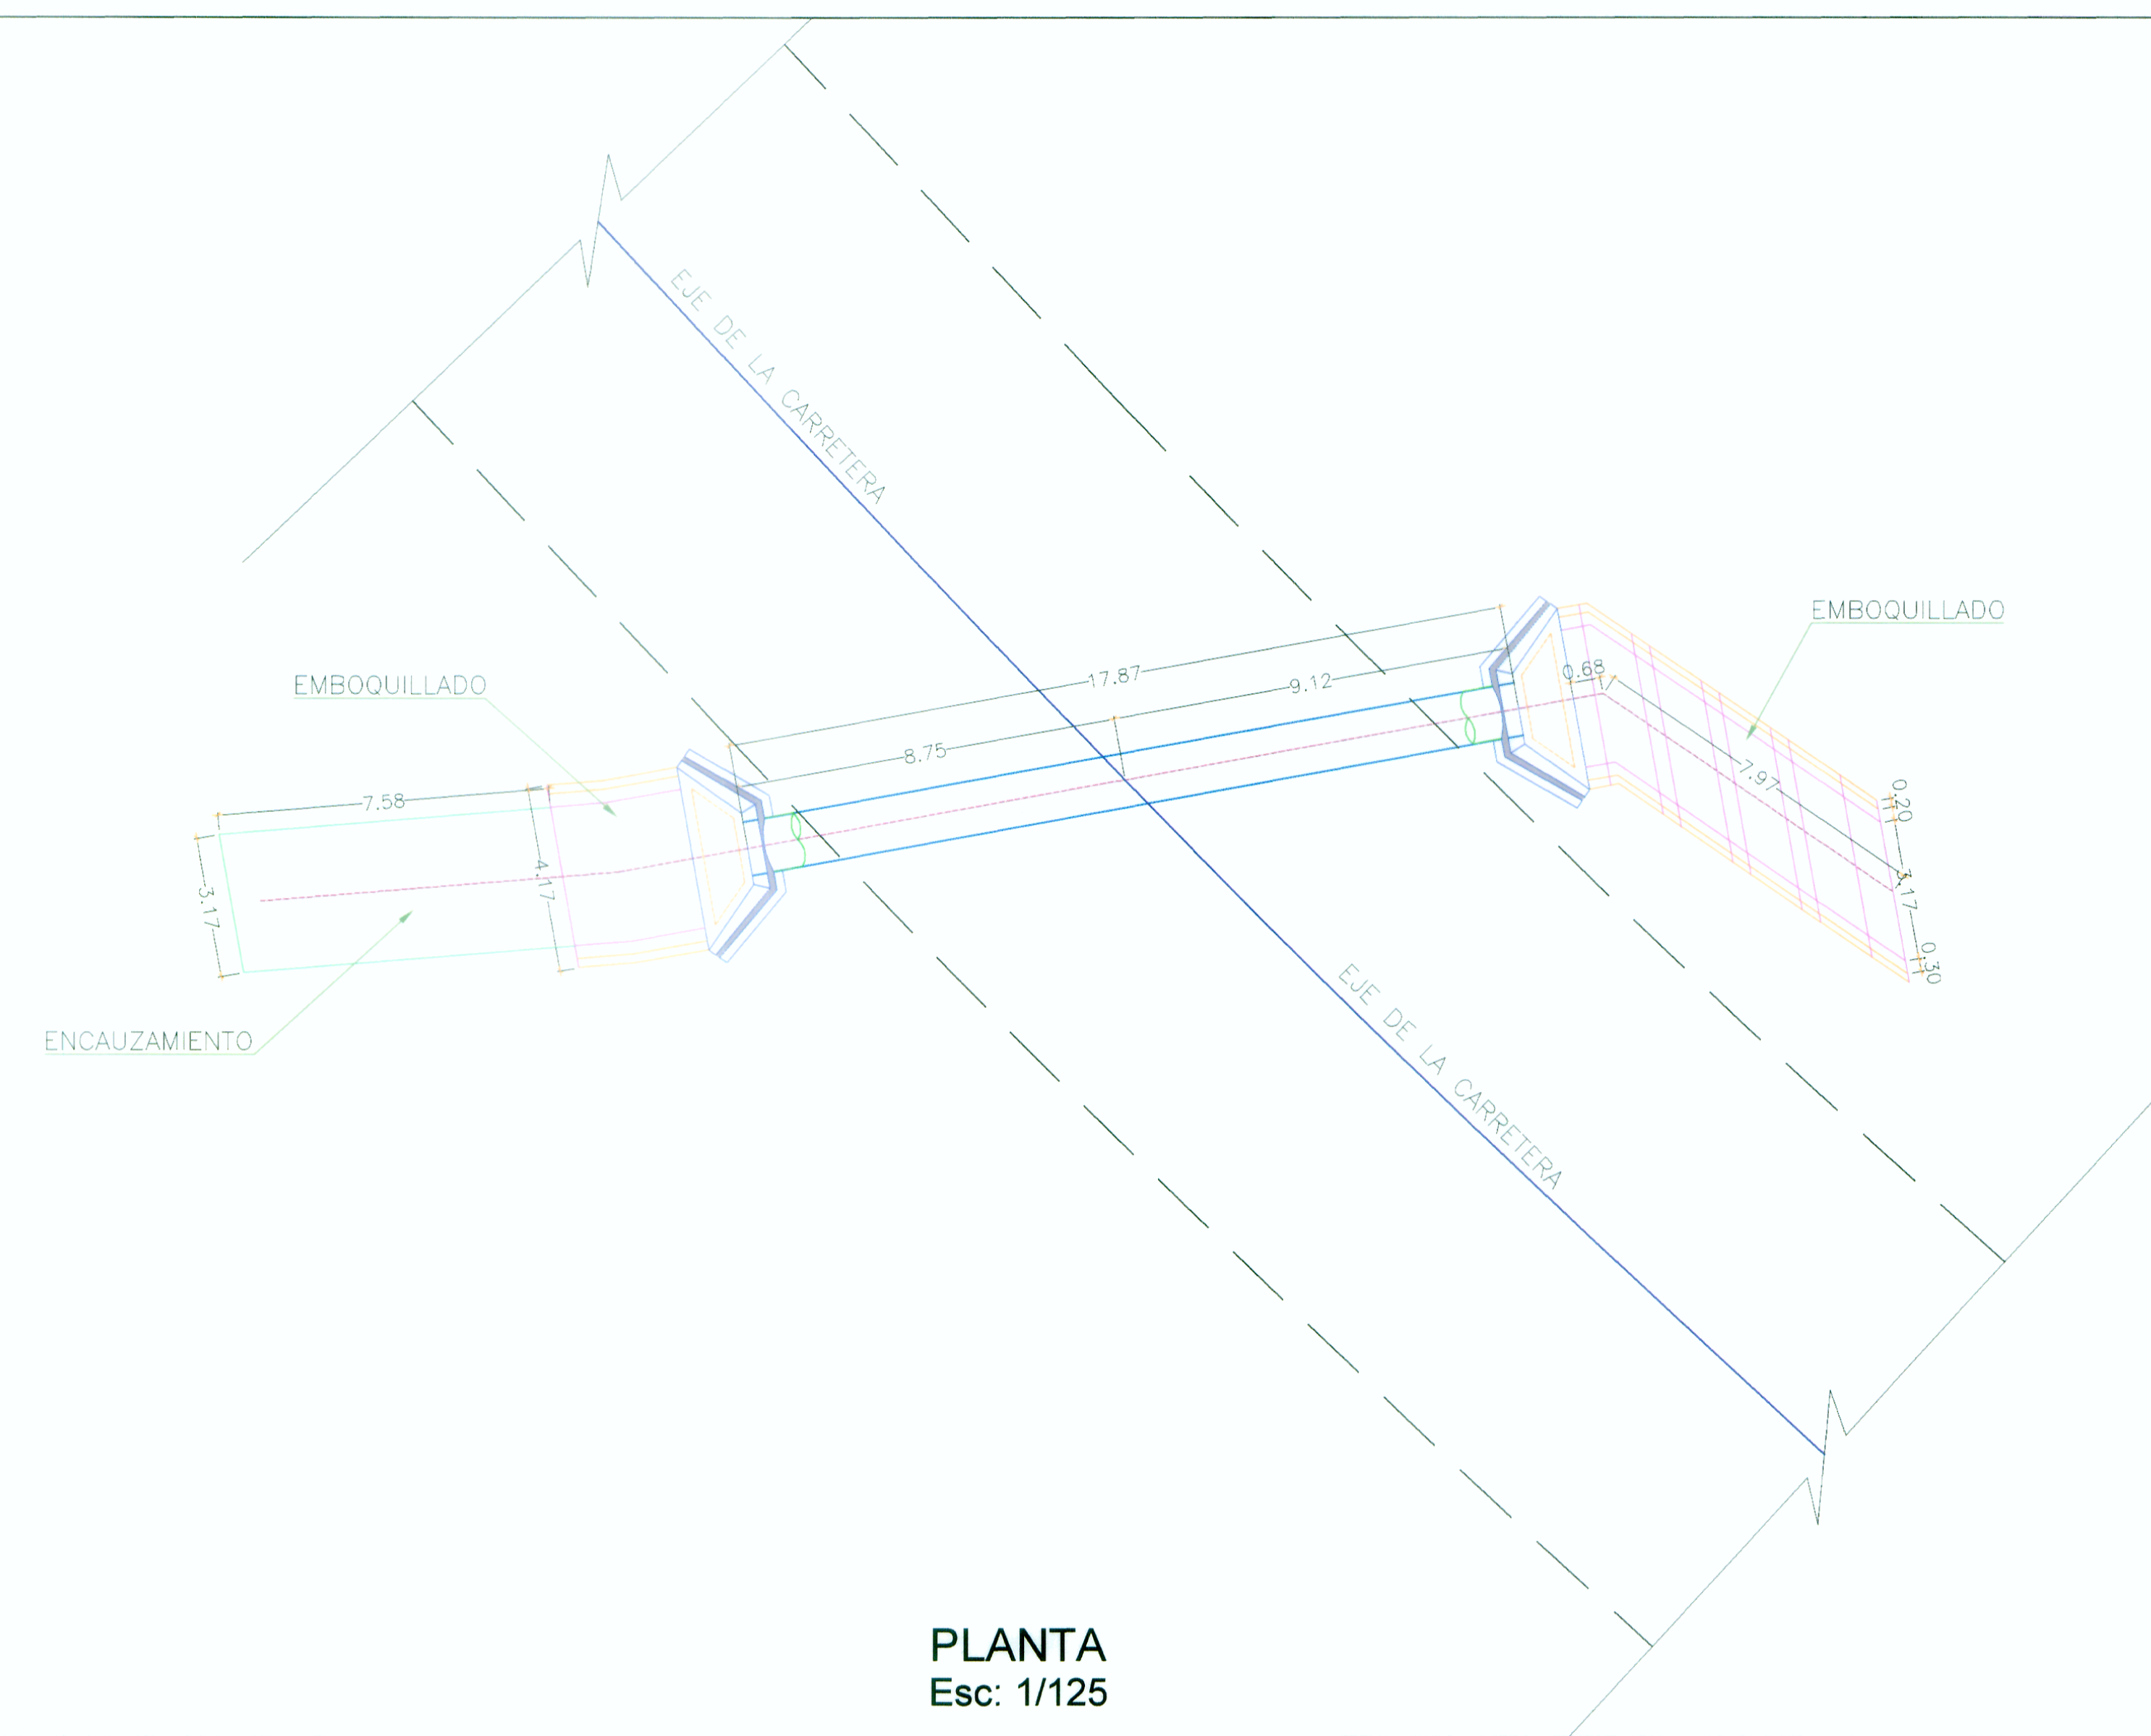 EJE DE LA CARRETERA
EMBOQUILLADO
17.87
0.68
9.12
EMBOQUILLADO
8.75
7.97
7.58
0.20
4.17
3.17
3.17
0.30
EJE DE LA CARRETERA
ENCAUZAMIENTO
PLANTA
Esc: 1/125